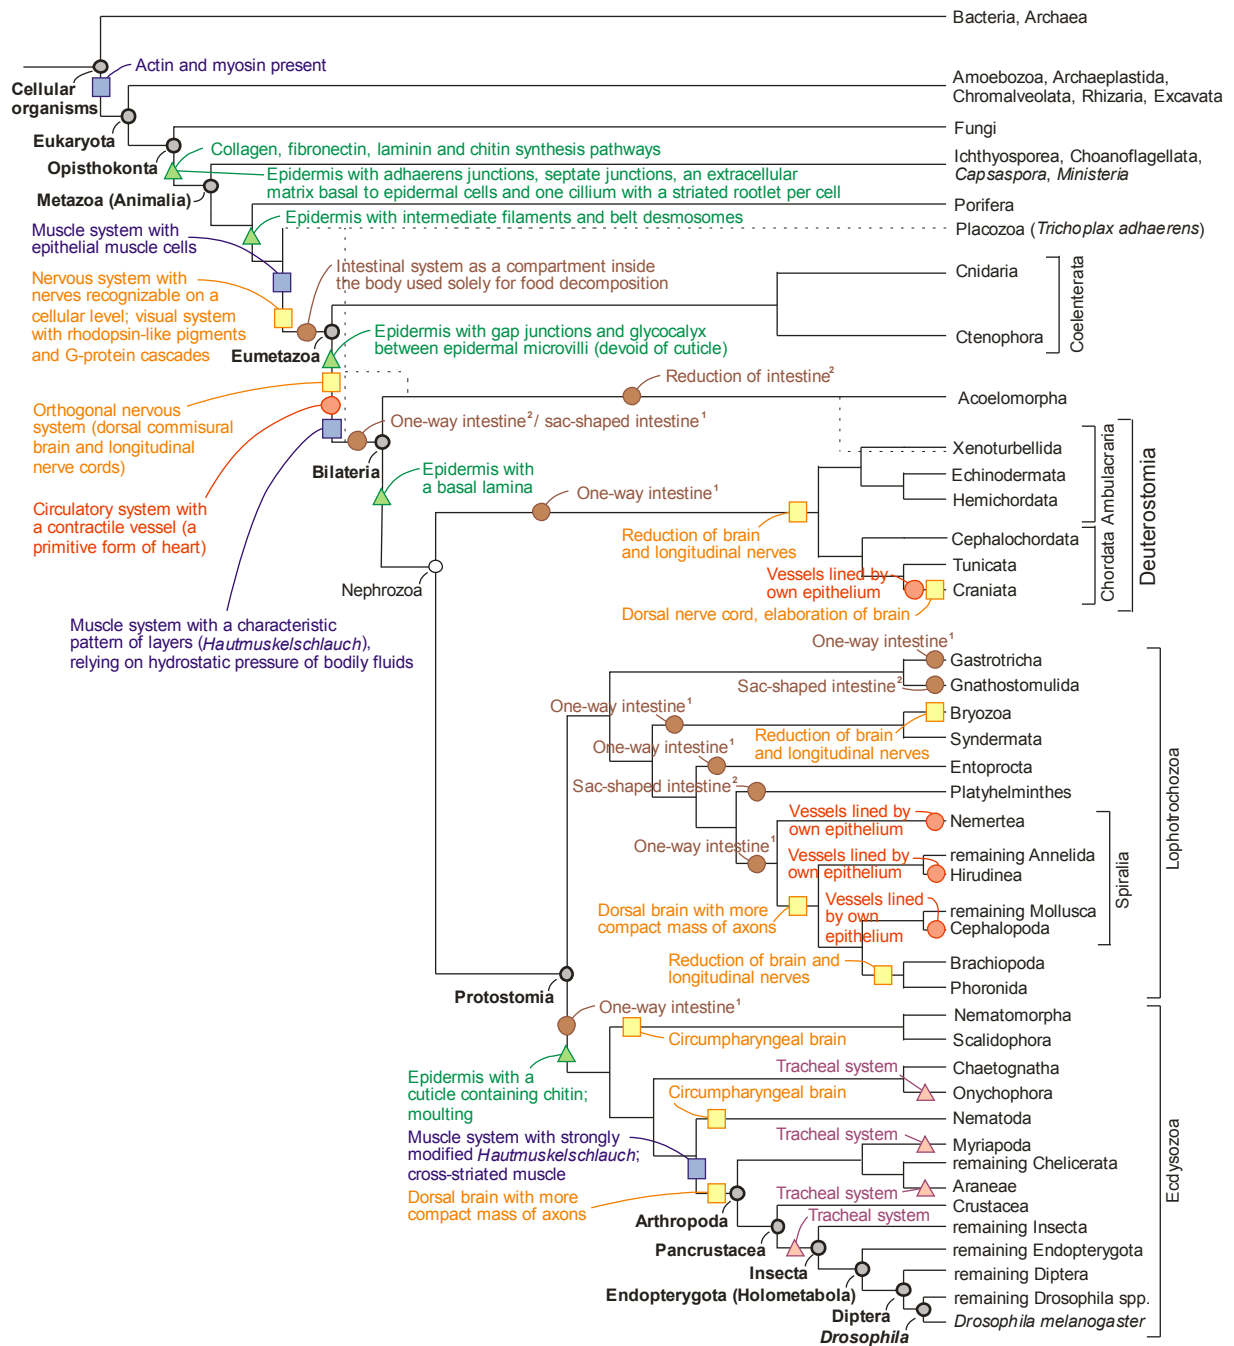 Bacteria, Archaea
Actin and myosin present
Cellular
organisms
Amoebozoa, Archaeplastida,
Chromalveolata, Rhizaria, Excavata
Eukaryota
Fungi
Opisthokonta
Collagen, fibronectin, laminin and chitin synthesis pathways
Ichthyosporea, Choanoflagellata,
Capsaspora, Ministeria
Epidermis with adhaerens junctions, septate junctions, an extracellular
matrix basal to epidermal cells and one cillium with a striated rootlet per cell
Metazoa (Animalia)
Porifera
Epidermis with intermediate filaments and belt desmosomes
Placozoa (Trichoplax adhaerens)
Muscle system with
epithelial muscle cells
Intestinal system as a compartment inside
the body used solely for food decomposition
Cnidaria
Nervous system with
nerves recognizable on a
cellular level; visual system
with rhodopsin-like pigments
and G-protein cascades
Ctenophora
Coelenterata
Eumetazoa
Epidermis with gap junctions and glycocalyx
between epidermal microvilli (devoid of cuticle)
Reduction of intestine²
Acoelomorpha
Orthogonal nervous
system (dorsal commisural
brain and longitudinal
nerve cords)
One-way intestine²/ sac-shaped intestine¹
Bilateria
Xenoturbellida
Echinodermata
Hemichordata
Ambulacraria
Epidermis with
a basal lamina
One-way intestine¹
Circulatory system with
a contractile vessel (a
primitive form of heart)
Reduction of brain
and longitudinal nerves
Cephalochordata
Tunicata
Craniata
Chordata
Deuterostomia
Vessels lined by
own epithelium
Dorsal nerve cord, elaboration of brain
Nephrozoa
Muscle system with a characteristic
pattern of layers (Hautmuskelschlauch),
relying on hydrostatic pressure of bodily fluids
One-way intestine¹
Gastrotricha
Sac-shaped intestine²
Gnathostomulida
One-way intestine¹
Bryozoa
Reduction of brain
and longitudinal nerves
Syndermata
One-way intestine¹
Entoprocta
Sac-shaped intestine²
Platyhelminthes
Vessels lined by
own epithelium
Nemertea
One-way intestine¹
Vessels lined by
own epithelium
remaining Annelida
Hirudinea
Spiralia
Lophotrochozoa
Dorsal brain with more
compact mass of axons
Vessels lined
by own
epithelium
remaining Mollusca
Cephalopoda
Reduction of brain and
longitudinal nerves
Brachiopoda
Phoronida
Protostomia
One-way intestine¹
Nematomorpha
Circumpharyngeal brain
Scalidophora
Epidermis with a
cuticle containing chitin;
moulting
Tracheal system
Chaetognatha
Onychophora
Circumpharyngeal brain
Nematoda
Muscle system with strongly
modified Hautmuskelschlauch;
cross-striated muscle
Tracheal system
Myriapoda
remaining Chelicerata
Dorsal brain with more
compact mass of axons
Tracheal system
Araneae
Ecdysozoa
Arthropoda
Crustacea
Tracheal system
Pancrustacea
remaining Insecta
Insecta
remaining Endopterygota
Endopterygota (Holometabola)
remaining Diptera
Diptera
remaining Drosophila spp.
Drosophila
Drosophila melanogaster